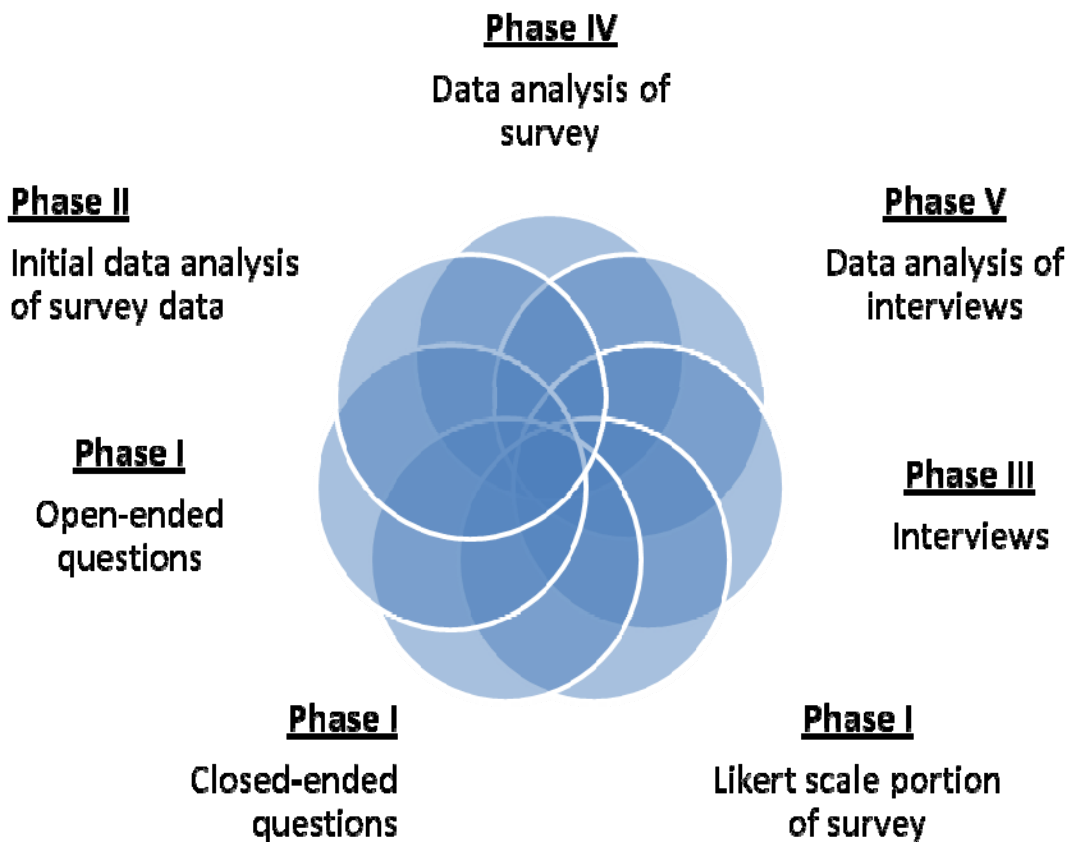 Phase IV
Data analysis of
survey
Phase II
Initial data analysis
of survey data
Phase V
Data analysis of
interviews
Phase I
Open-ended
questions
Phase III
Interviews
Phase I
Closed-ended
questions
Phase I
Likert scale portion
of survey